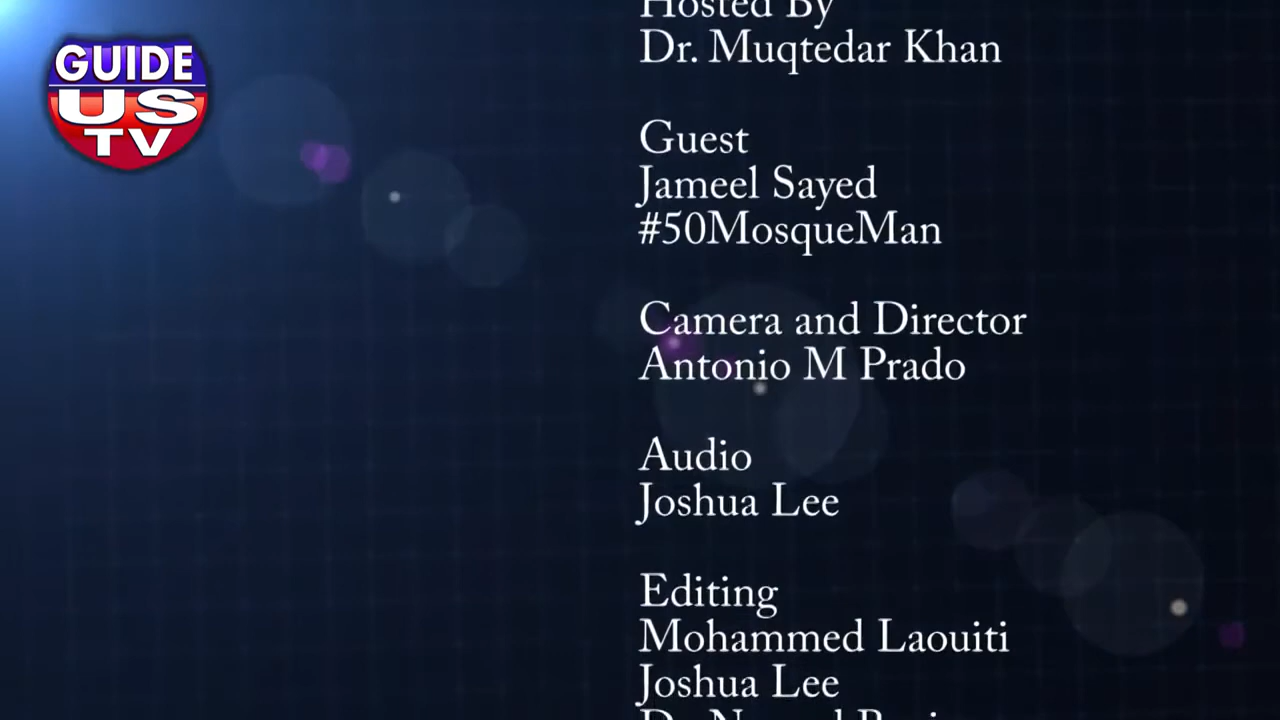 GUIDE
US
TV
Hosted By
Dr. Muqtedar Khan
Guest
Jameel Sayed
#50MosqueMan
Camera and Director
Antonio M Prado
Audio
Joshua Lee
Editing
Mohammed Laouiti
Joshua Lee